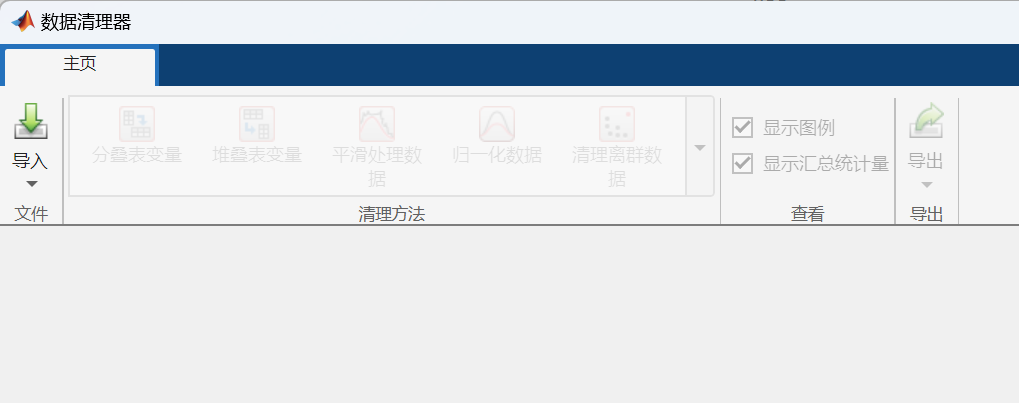 数据清理器
主页
导入
文件
分叠表变量
堆叠表变量
平滑处理数
据
归一化数据
清理离群数
据
清理方法
显示图例
显示汇总统计量
查看
导出
导出